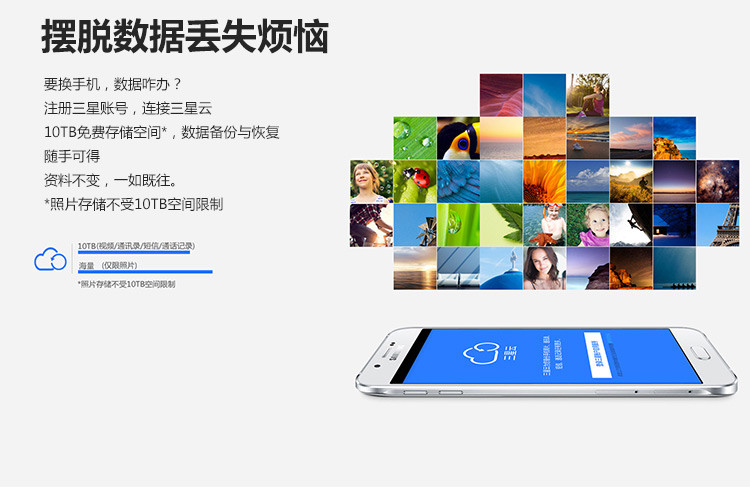 摆脱数据丢失烦恼
要换手机，数据咋办？
注册三星账号，连接三星云
10TB免费存储空间*，数据备份与恢复
随手可得
资料不变，一如既往。
*照片存储不受10TB空间限制
10TB(视频/通讯录/短信/通话记录)
海量 (仅限照片)
*照片存储不受10TB空间限制
三星云